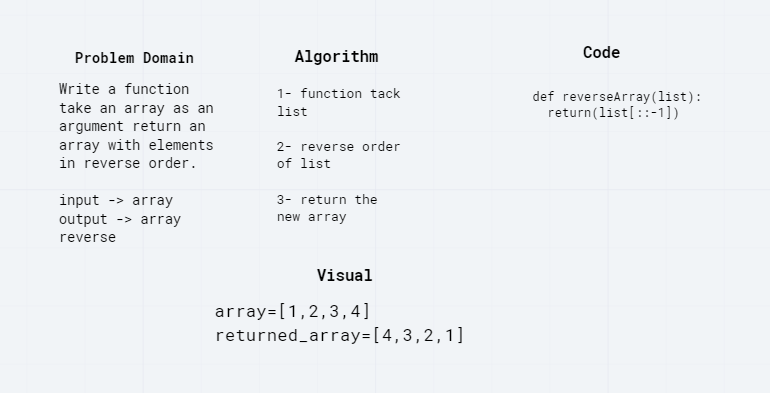 Problem Domain
Write a function
take an array as an
argument return an
array with elements
in reverse order.
input -> array
output -> array
reverse
Algorithm
1- function tack
list
2- reverse order
of list
3- return the
new array
Code
def reverseArray(list):
  return(list[::-1])
Visual
array=[1,2,3,4]
returned_array=[4,3,2,1]